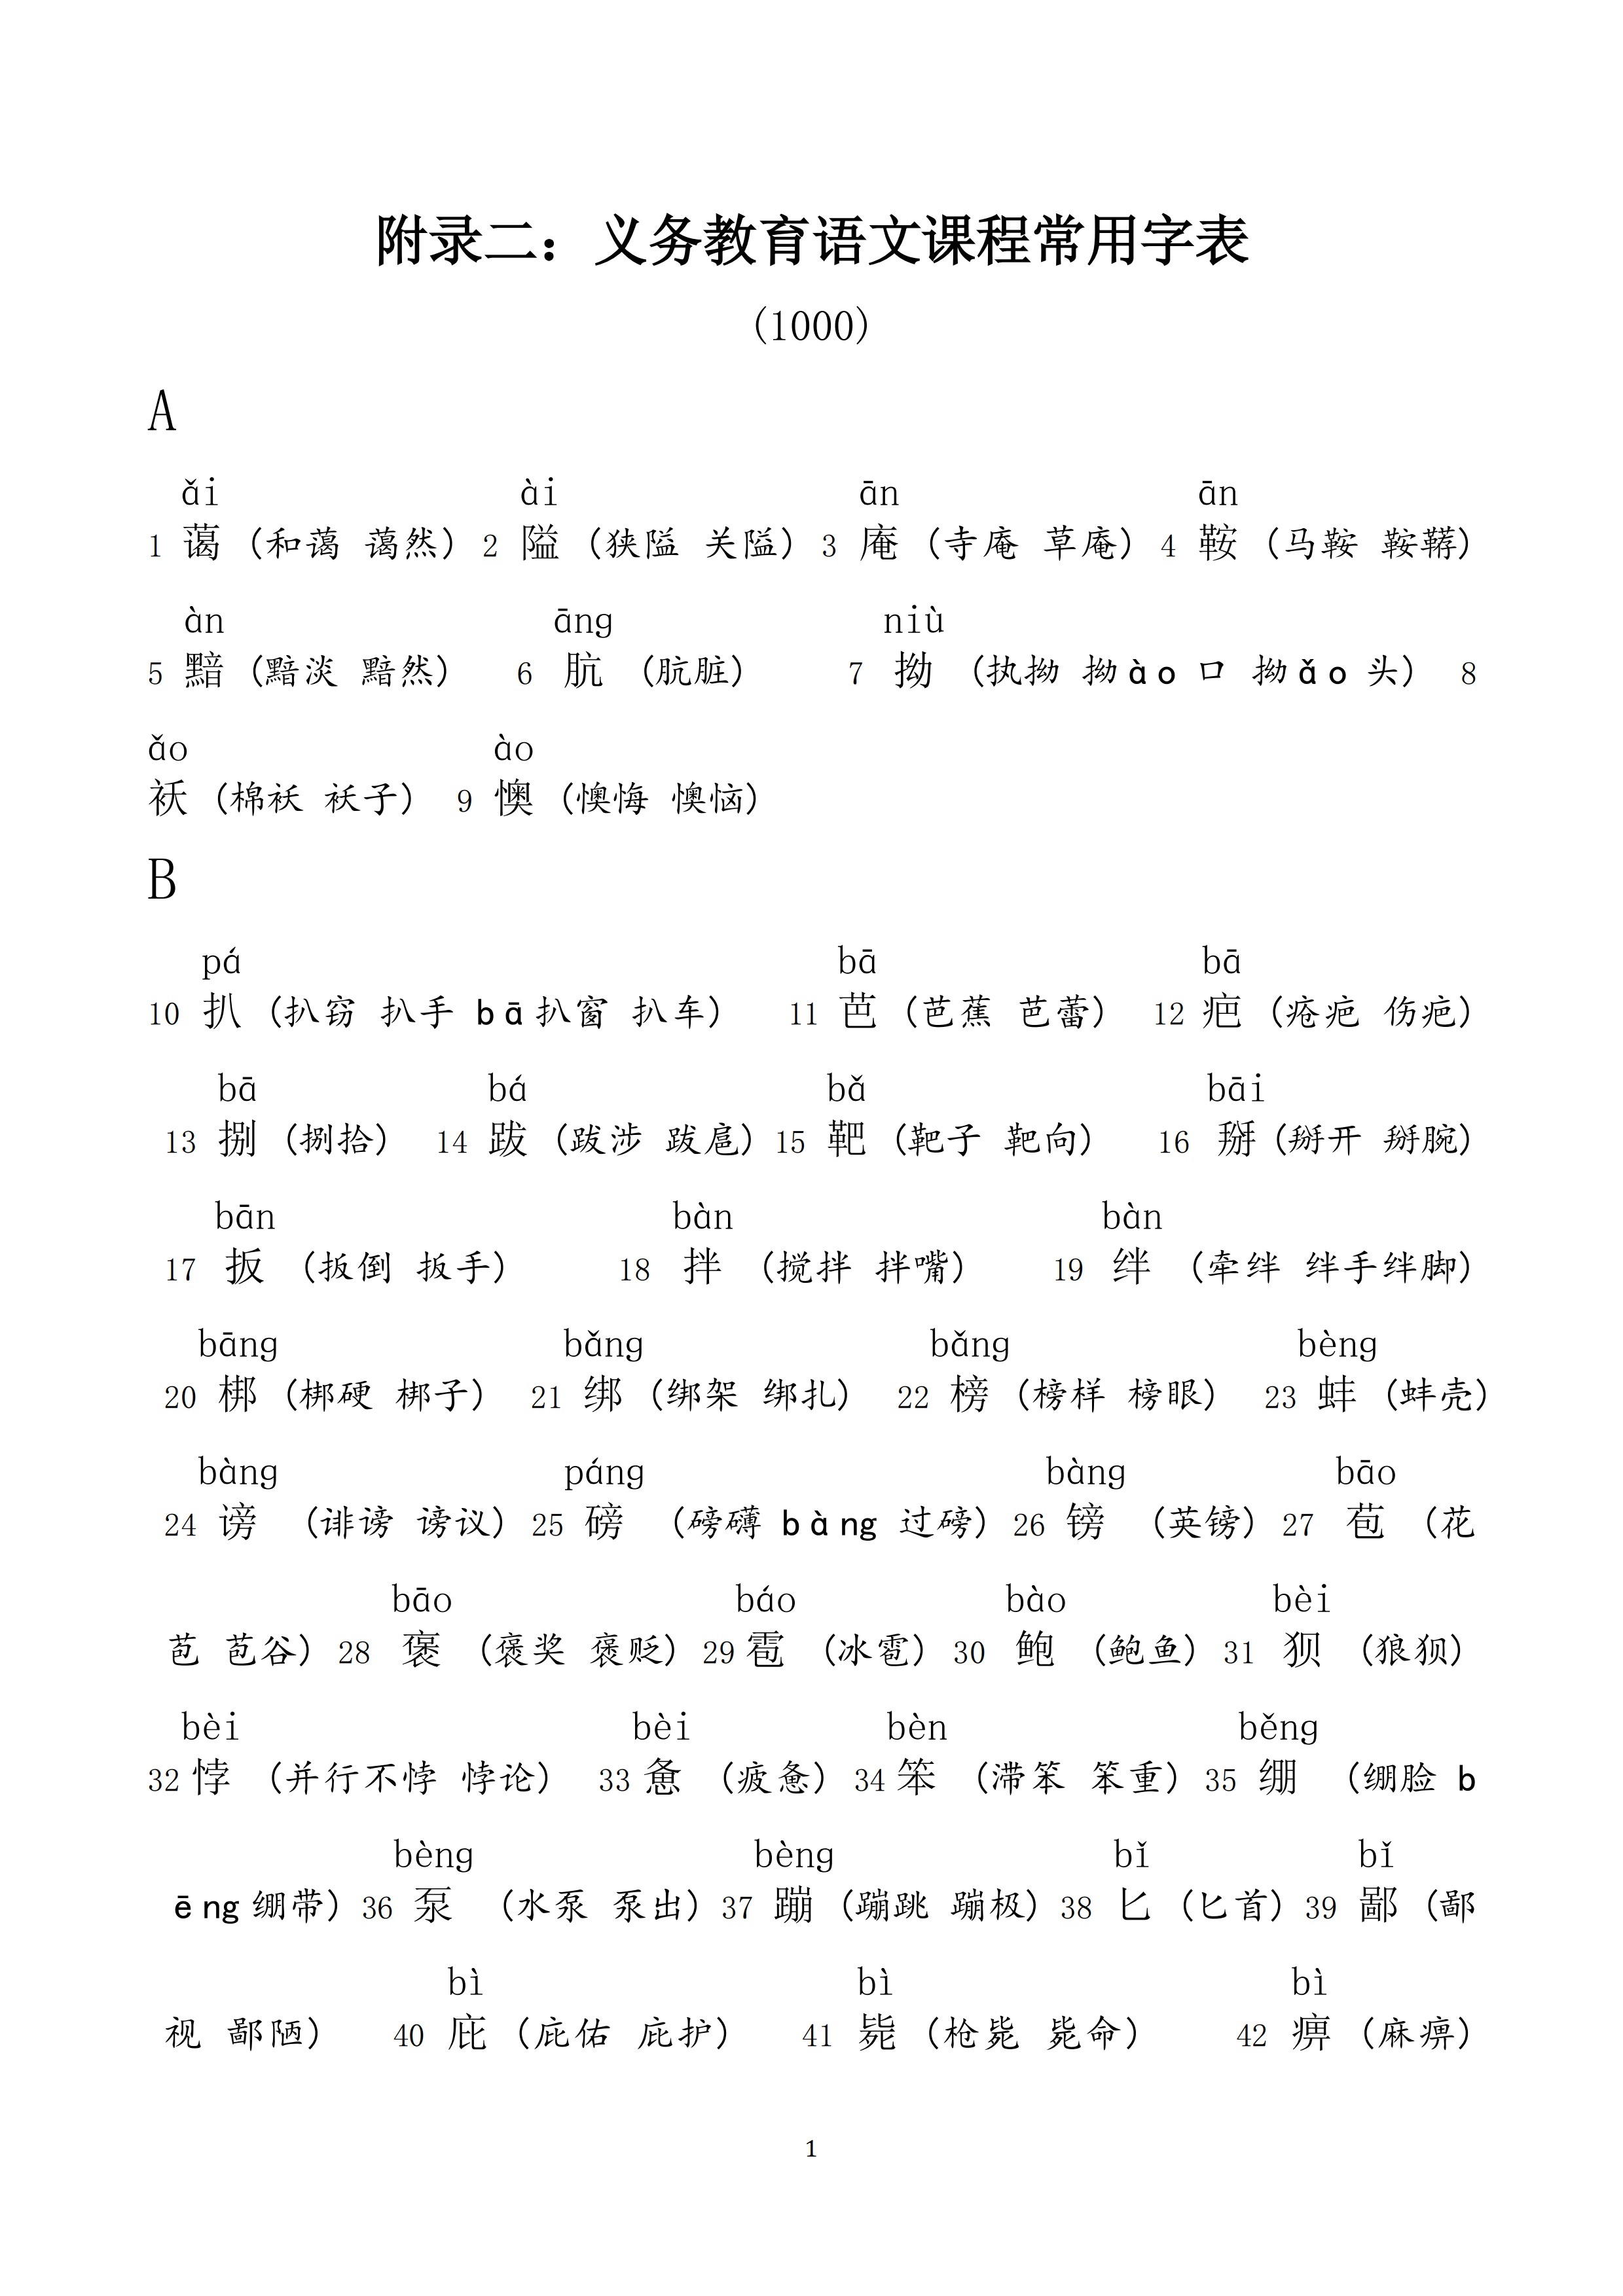 附录二：义务教育语文课程常用字表
(1000)
A
ǎi ài ān ān
1 蔼（和蔼 蔼然）2 隘（狭隘 关隘）3 庵（寺庵 草庵）4 鞍（马鞍 鞍鞯）
àn āng niù
5 黯（黯淡 黯然） 6 肮（肮脏） 7 拗（执拗 拗ào 口 拗ǎo 头） 8
ǎo ào
袄（棉袄 袄子） 9 懊（懊悔 懊恼）
B
pá bā bā
10 扒（扒窃 扒手 bā扒窗 扒车） 11 芭（芭蕉 芭蕾） 12 疤（疮疤 伤疤）
bā bá bǎ bāi
13 捌（捌拾） 14 跋（跋涉 跋扈）15 靶（靶子 靶向） 16 掰（掰开 掰腕）
bān bàn bàn
17 扳（扳倒 扳手） 18 拌（搅拌 拌嘴） 19 绊（牵绊 绊手绊脚）
bāng bǎng bǎng bèng
20 梆（梆硬 梆子） 21 绑（绑架 绑扎） 22 榜（榜样 榜眼） 23 蚌（蚌壳）
bàng páng bàng bāo
24 谤（诽谤 谤议）25 磅（磅礴 bàng 过磅）26 镑（英镑）27 苞（花
bāo báo bào bèi
苞 苞谷）28 褒（褒奖 褒贬）29 雹（冰雹）30 鲍（鲍鱼）31 狈（狼狈）
bèi bèi bèn běng
32 悖（并行不悖 悖论） 33 惫（疲惫）34 笨（滞笨 笨重）35 绷（绷脸 b
bèng bèng bǐ bǐ
ēng 绷带）36 泵（水泵 泵出）37 蹦（蹦跳 蹦极）38 匕（匕首）39 鄙（鄙
bì bì bì
视 鄙陋） 40 庇（庇佑 庇护） 41 毙（枪毙 毙命） 42 痹（麻痹）
1